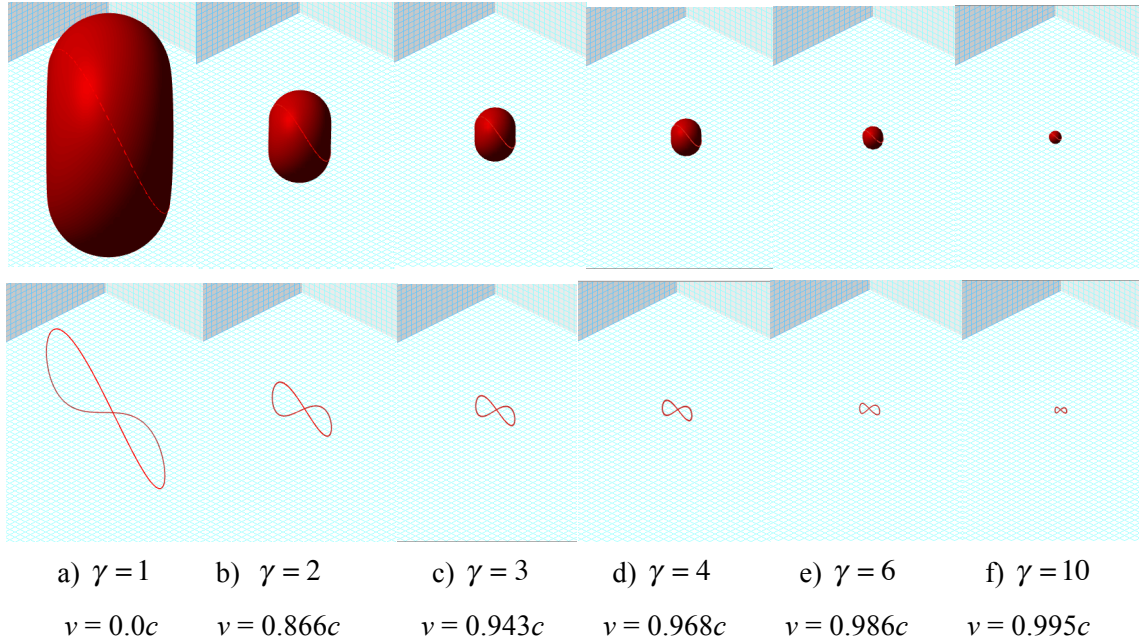 a) γ = 1 b) γ = 2 c) γ = 3 d) γ = 4 e) γ = 6 f) γ = 10
v = 0.0c v = 0.866c v = 0.943c v = 0.968c v = 0.986c v = 0.995c